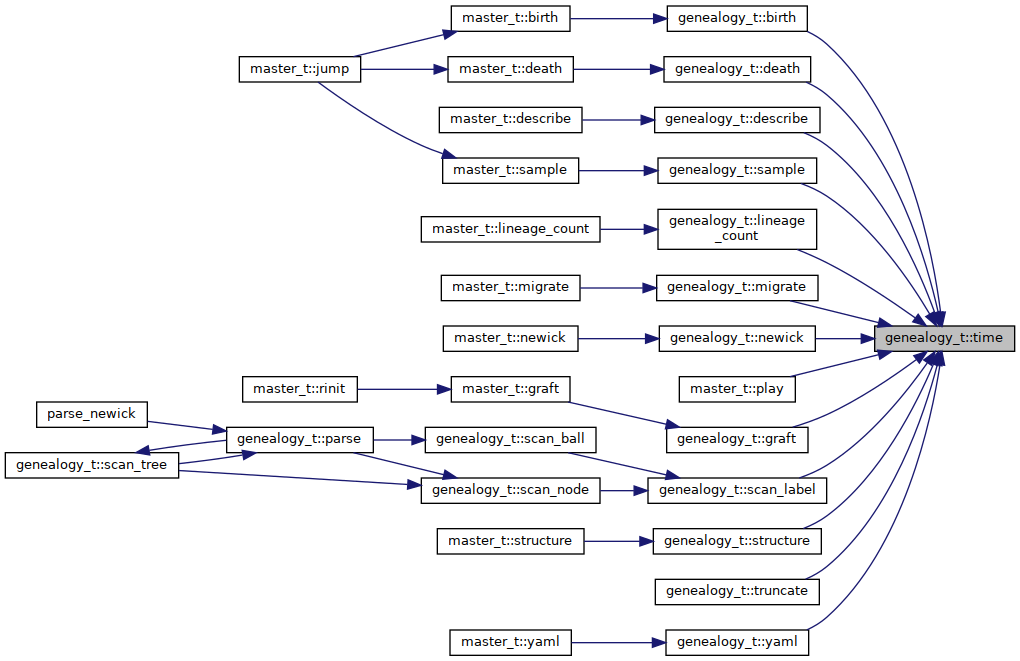 master_t::birth
genealogy_t::birth
master_t::jump
master_t::death
genealogy_t::death
master_t::describe
genealogy_t::describe
master_t::sample
genealogy_t::sample
master_t::lineage_count
genealogy_t::lineage
_count
master_t::migrate
genealogy_t::migrate
master_t::newick
genealogy_t::newick
genealogy_t::time
master_t::rinit
master_t::graft
master_t::play
parse_newick
genealogy_t::parse
genealogy_t::scan_ball
genealogy_t::graft
genealogy_t::scan_tree
genealogy_t::scan_node
genealogy_t::scan_label
master_t::structure
genealogy_t::structure
genealogy_t::truncate
master_t::yaml
genealogy_t::yaml